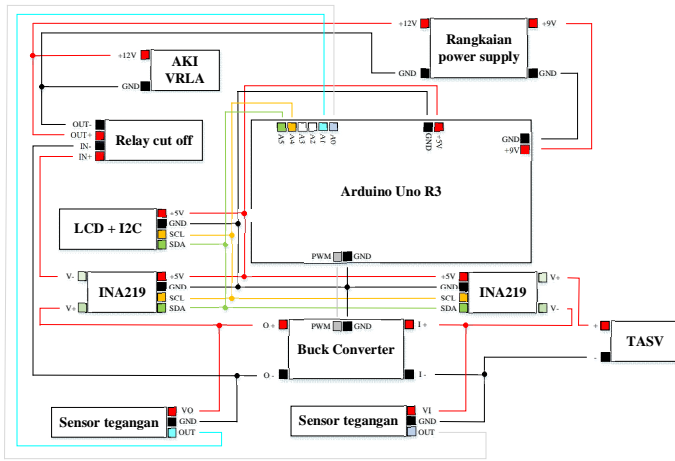 +12V
+9V
Rangkaian
power supply
GND
GND
+12V
AKI
VRLA
GND
OUT-
OUT+
IN-
IN+
Relay cut off
A5
A4
A3
A2
A1
A0
GND
+5V
GND
+9V
Arduino Uno R3
PWM
GND
LCD + I2C
+5V
GND
SCL
SDA
V-
V+
INA219
+5V
GND
SCL
SDA
+5V
GND
SCL
SDA
INA219
V+
V-
O +
O -
PWM
GND
Buck Converter
I +
I -
+
-
TASV
Sensor tegangan
VO
GND
OUT
Sensor tegangan
VI
GND
OUT